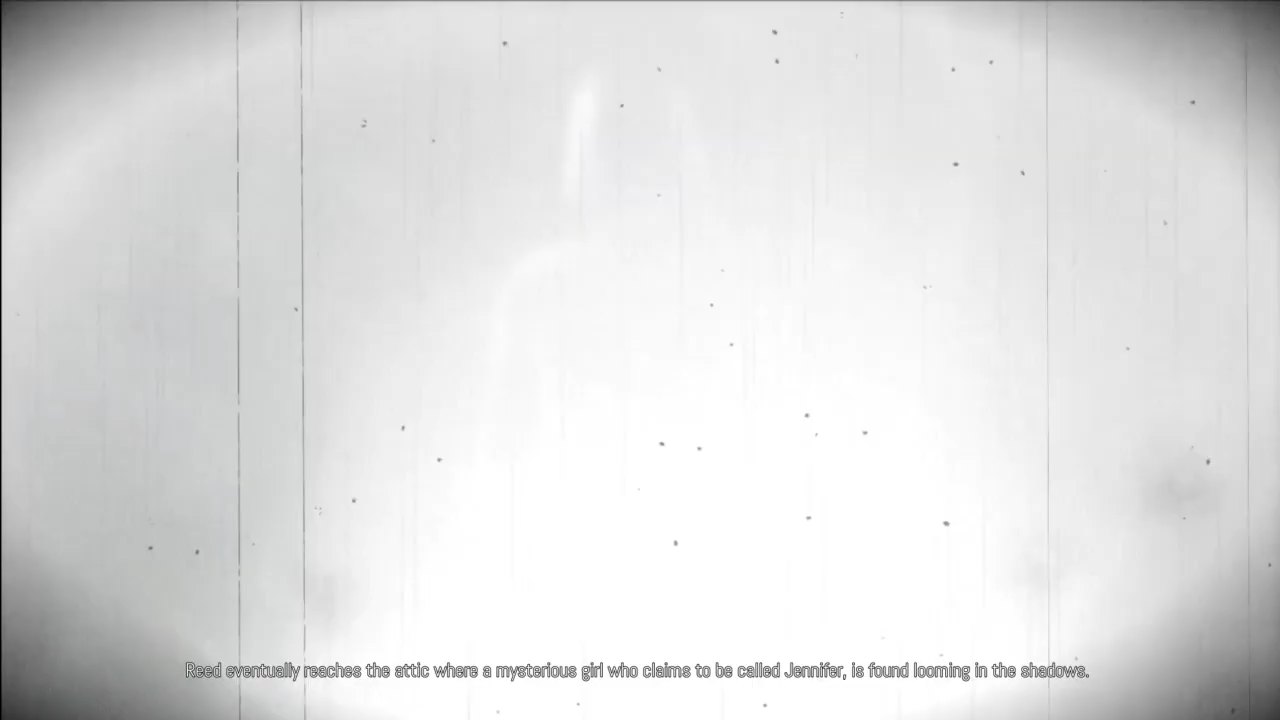 Reed eventually reaches the attic where a mysterious girl who claims to be called Jennifer, is found looming in the shadows.